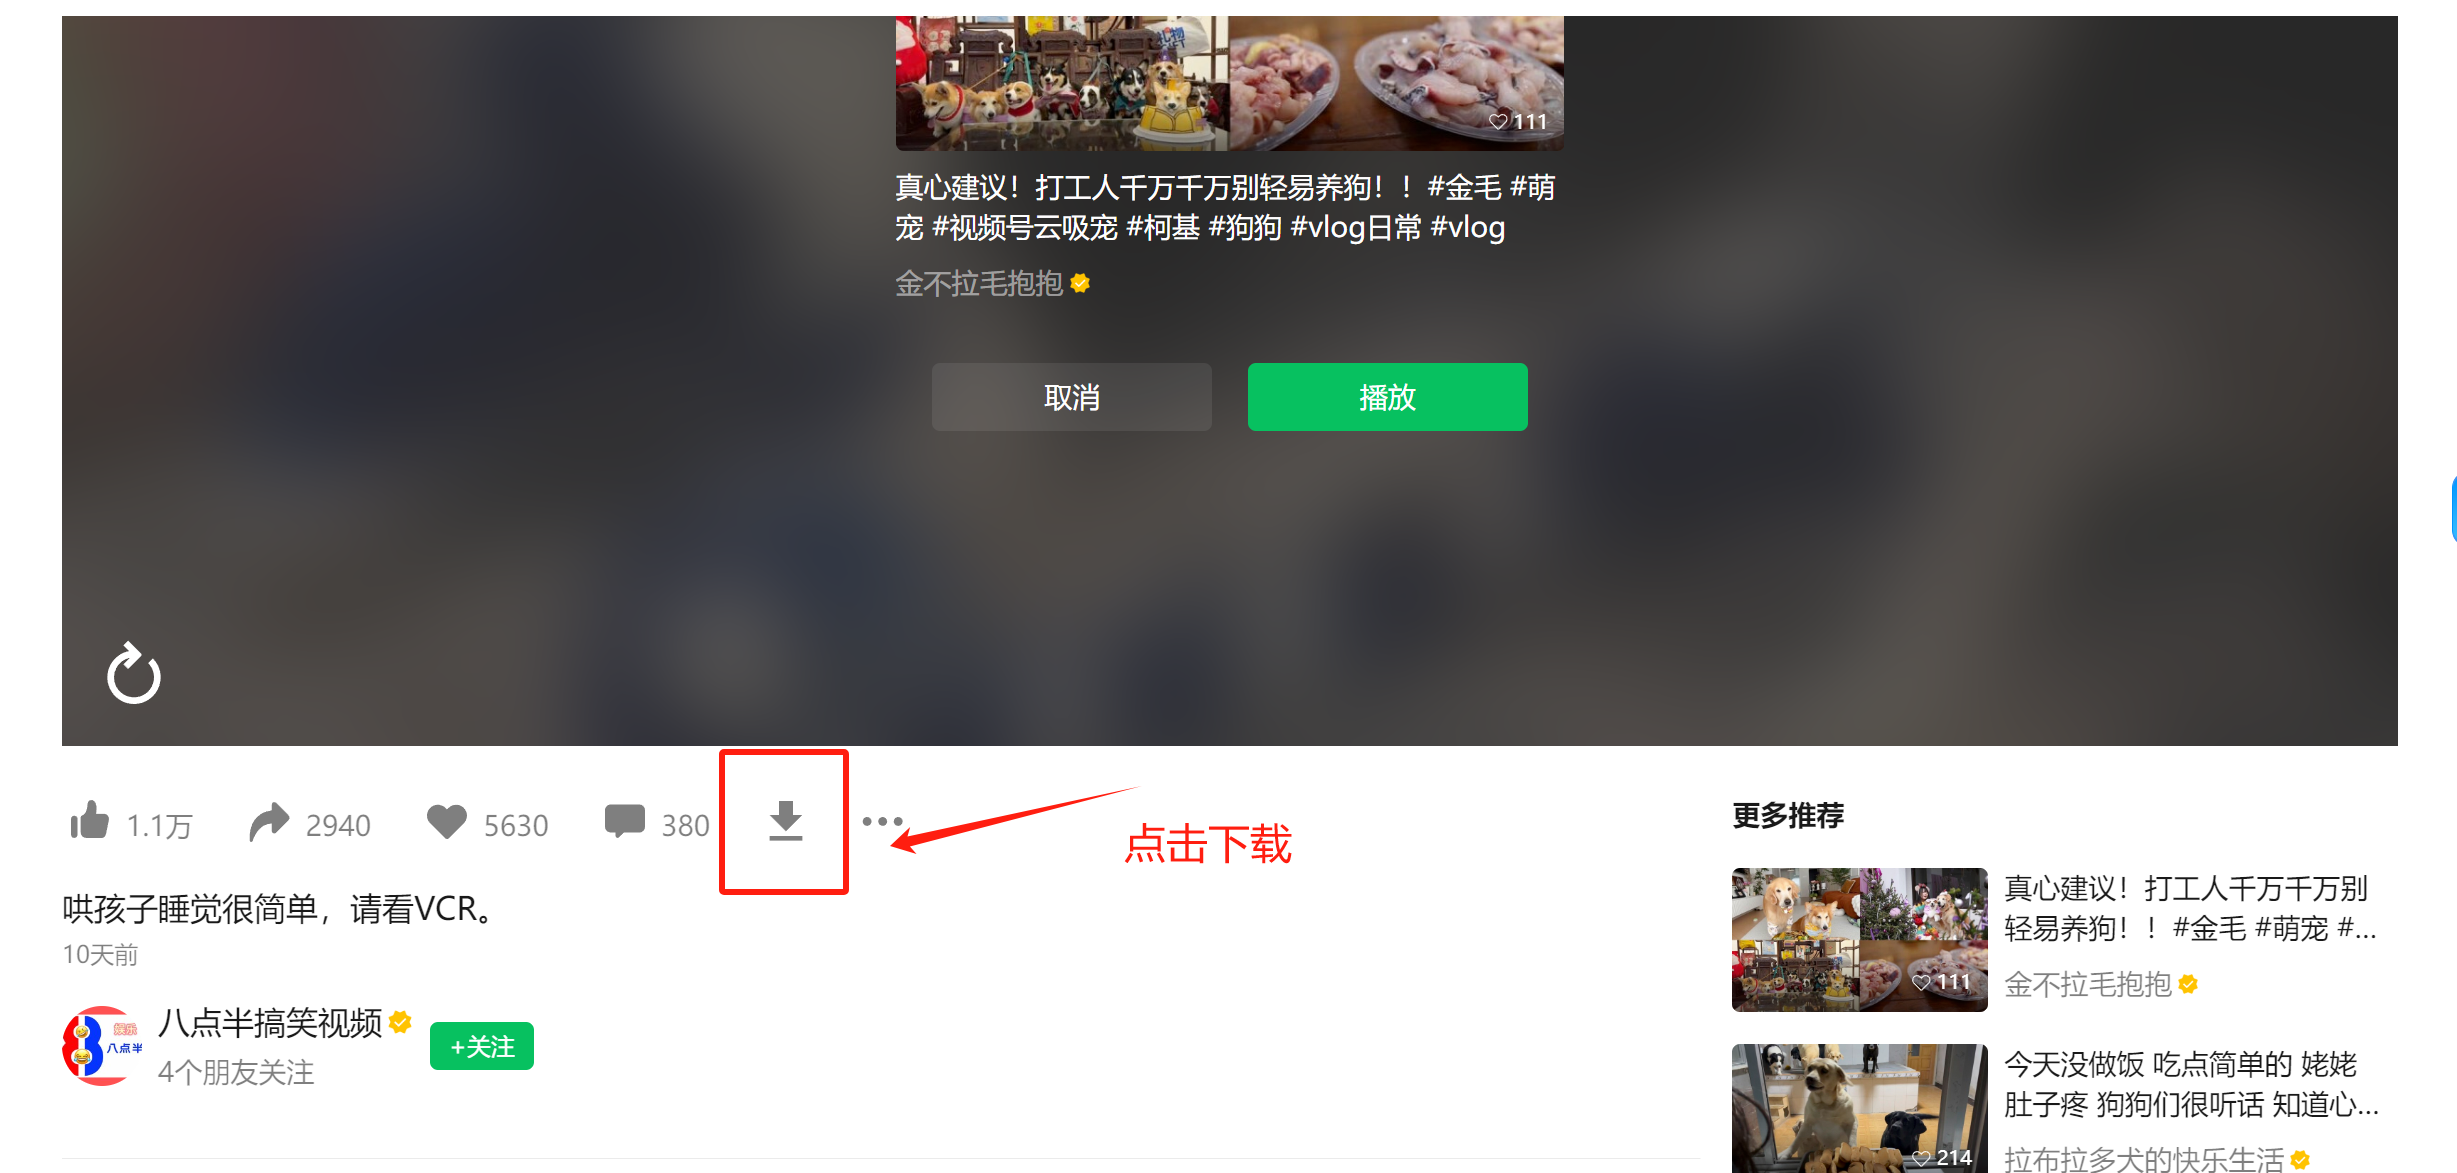 111
真心建议！打工人千万千万别轻易养狗！！#金毛 #萌
宠 #视频号云吸宠 #柯基 #狗狗 #vlog日常 #vlog
金不拉毛抱抱
取消
播放
1.1万
2940
5630
380
点击下载
哄孩子睡觉很简单，请看VCR。
10天前
娱乐
八点半
八点半搞笑视频
4个朋友关注
+关注
更多推荐
真心建议！打工人千万千万别
轻易养狗！！#金毛 #萌宠 #...
111
金不拉毛抱抱
今天没做饭 吃点简单的 姥姥
肚子疼 狗狗们很听话 知道心...
214
拉布拉多犬的快乐生活